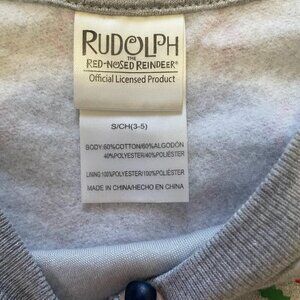 RUDOLPH
THE
RED-NOSED REINDEER®
Official Licensed Product
S/CH(3-5)
BODY:60%COTTON/60%ALGODÓN
40%POLYESTER/40%POLIÉSTER
LINING:100%POLYESTER/100%POLIÉSTER
MADE IN CHINA/HECHO EN CHINA